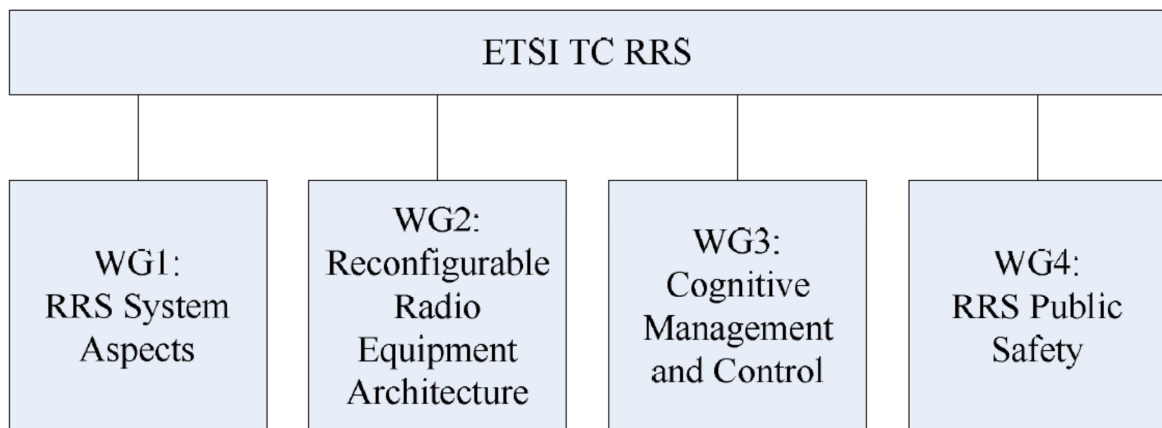 ETSI TC RRS
WG1:
RRS System
Aspects
WG2:
Reconfigurable
Radio
Equipment
Architecture
WG3:
Cognitive
Management
and Control
WG4:
RRS Public
Safety